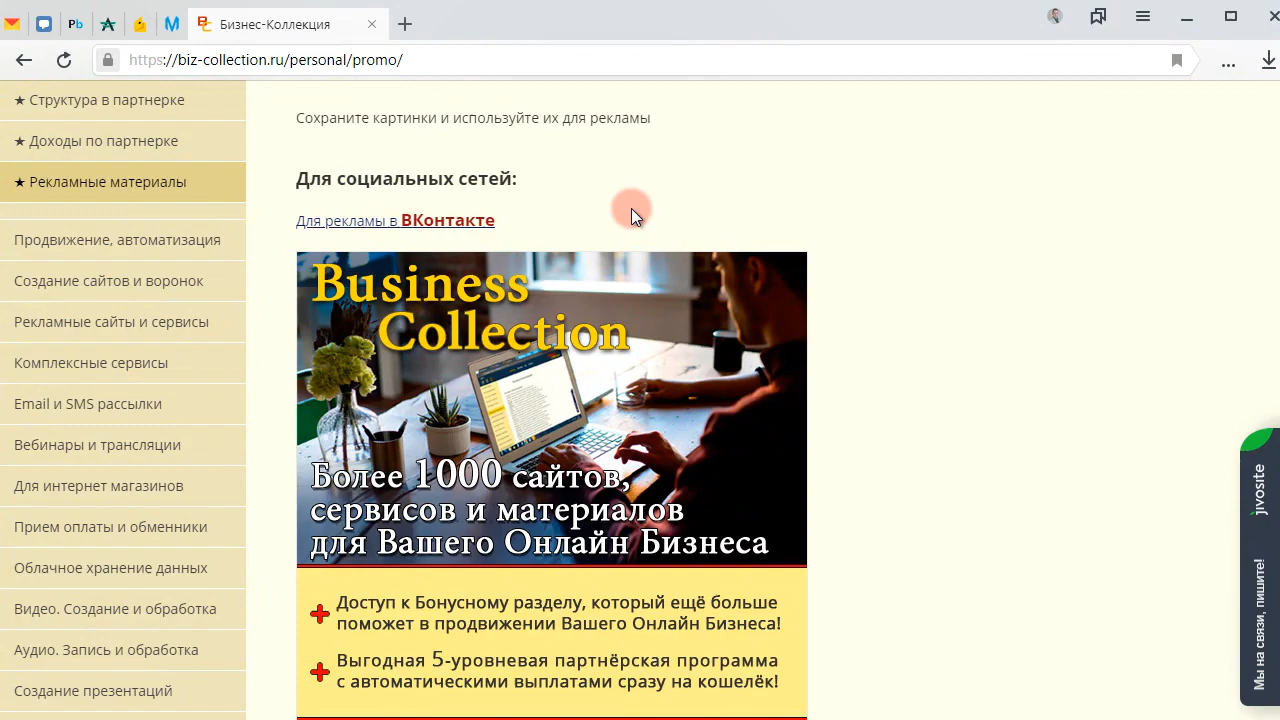 Бизнес-Коллекция
https://biz-collection.ru/personal/promo/
★ Структура в партнерке
★ Доходы по партнерке
★ Рекламные материалы
Продвижение, автоматизация
Создание сайтов и воронок
Рекламные сайты и сервисы
Комплексные сервисы
Email и SMS рассылки
Вебинары и трансляции
Для интернет магазинов
Прием оплаты и обменники
Облачное хранение данных
Видео. Создание и обработка
Аудио. Запись и обработка
Создание презентаций
Сохраните картинки и используйте их для рекламы
Для социальных сетей:
Для рекламы в ВКонтакте
Business
Collection
Более 1000 сайтов,
сервисов и материалов
для Вашего Онлайн Бизнеса
Доступ к Бонусному разделу, который ещё больше
поможет в продвижении Вашего Онлайн Бизнеса!
Выгодная 5-уровневая партнёрская программа
с автоматическими выплатами сразу на кошелёк!
jivosite
Мы на связи, пишите!